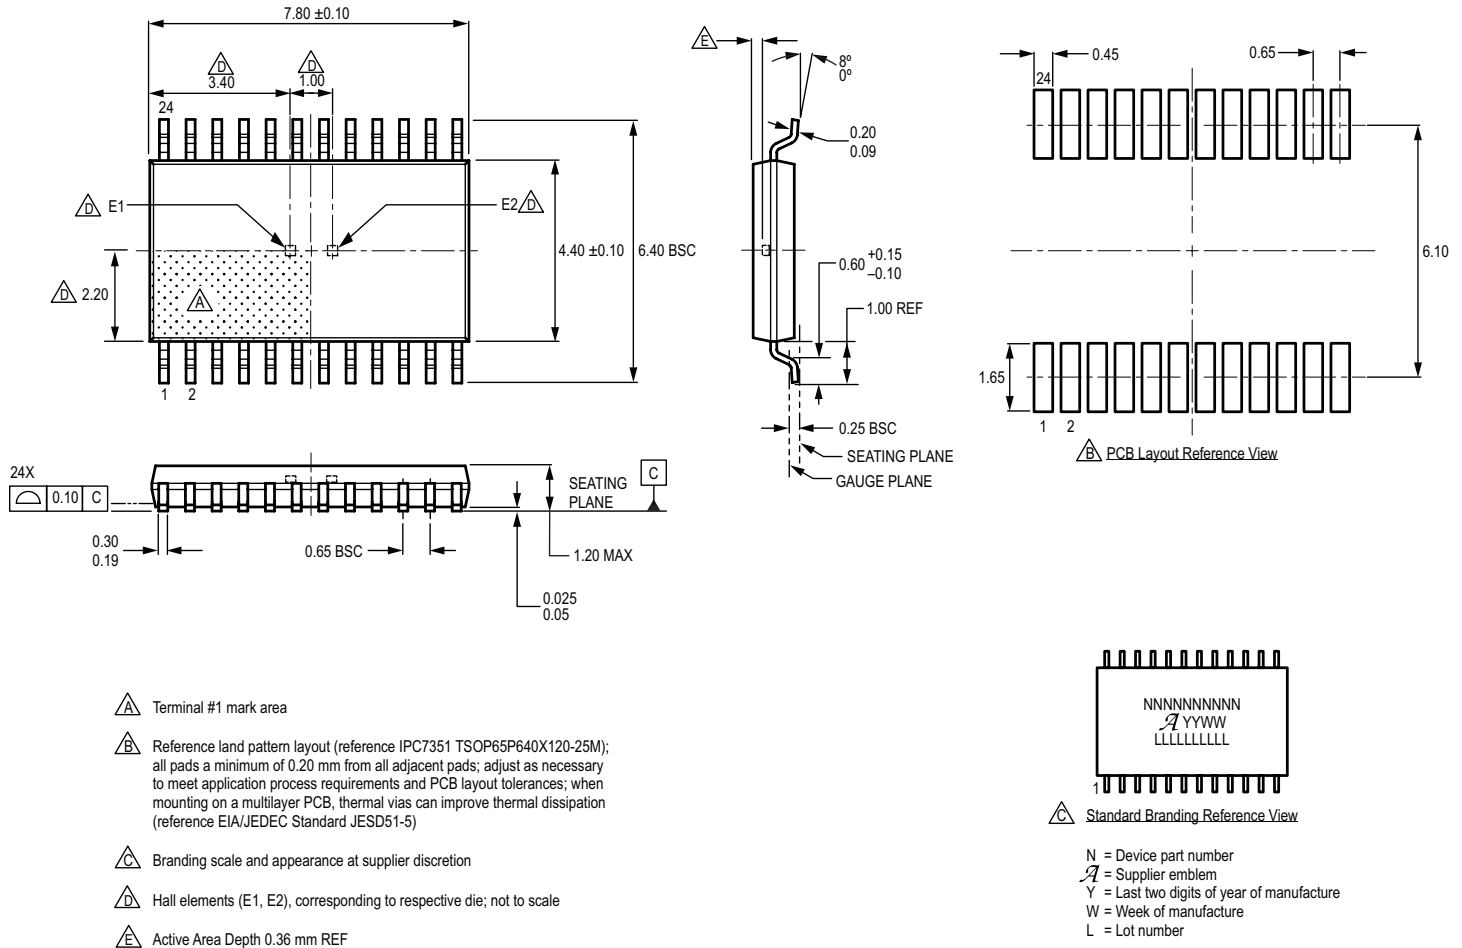 7.80 ±0.10
D
3.40
D
1.00
24
D E1
E2 D
4.40 ±0.10
6.40 BSC
D 2.20
A
1 2
E
8º
0º
0.20
0.09
0.60 +0.15
–0.10
1.00 REF
0.25 BSC
SEATING PLANE
GAUGE PLANE
0.45
0.65
24
6.10
1.65
1 2
B PCB Layout Reference View
24X
0.10 C
SEATING
PLANE
C
0.30
0.19
0.65 BSC
1.20 MAX
0.025
0.05
A Terminal #1 mark area
B Reference land pattern layout (reference IPC7351 TSOP65P640X120-25M);
all pads a minimum of 0.20 mm from all adjacent pads; adjust as necessary
to meet application process requirements and PCB layout tolerances; when
mounting on a multilayer PCB, thermal vias can improve thermal dissipation
(reference EIA/JEDEC Standard JESD51-5)
C Branding scale and appearance at supplier discretion
D Hall elements (E1, E2), corresponding to respective die; not to scale
E Active Area Depth 0.36 mm REF
NNNNNNNNNN
A YYWW
LLLLLLLLLL
1
C Standard Branding Reference View
N = Device part number
A = Supplier emblem
Y = Last two digits of year of manufacture
W = Week of manufacture
L = Lot number